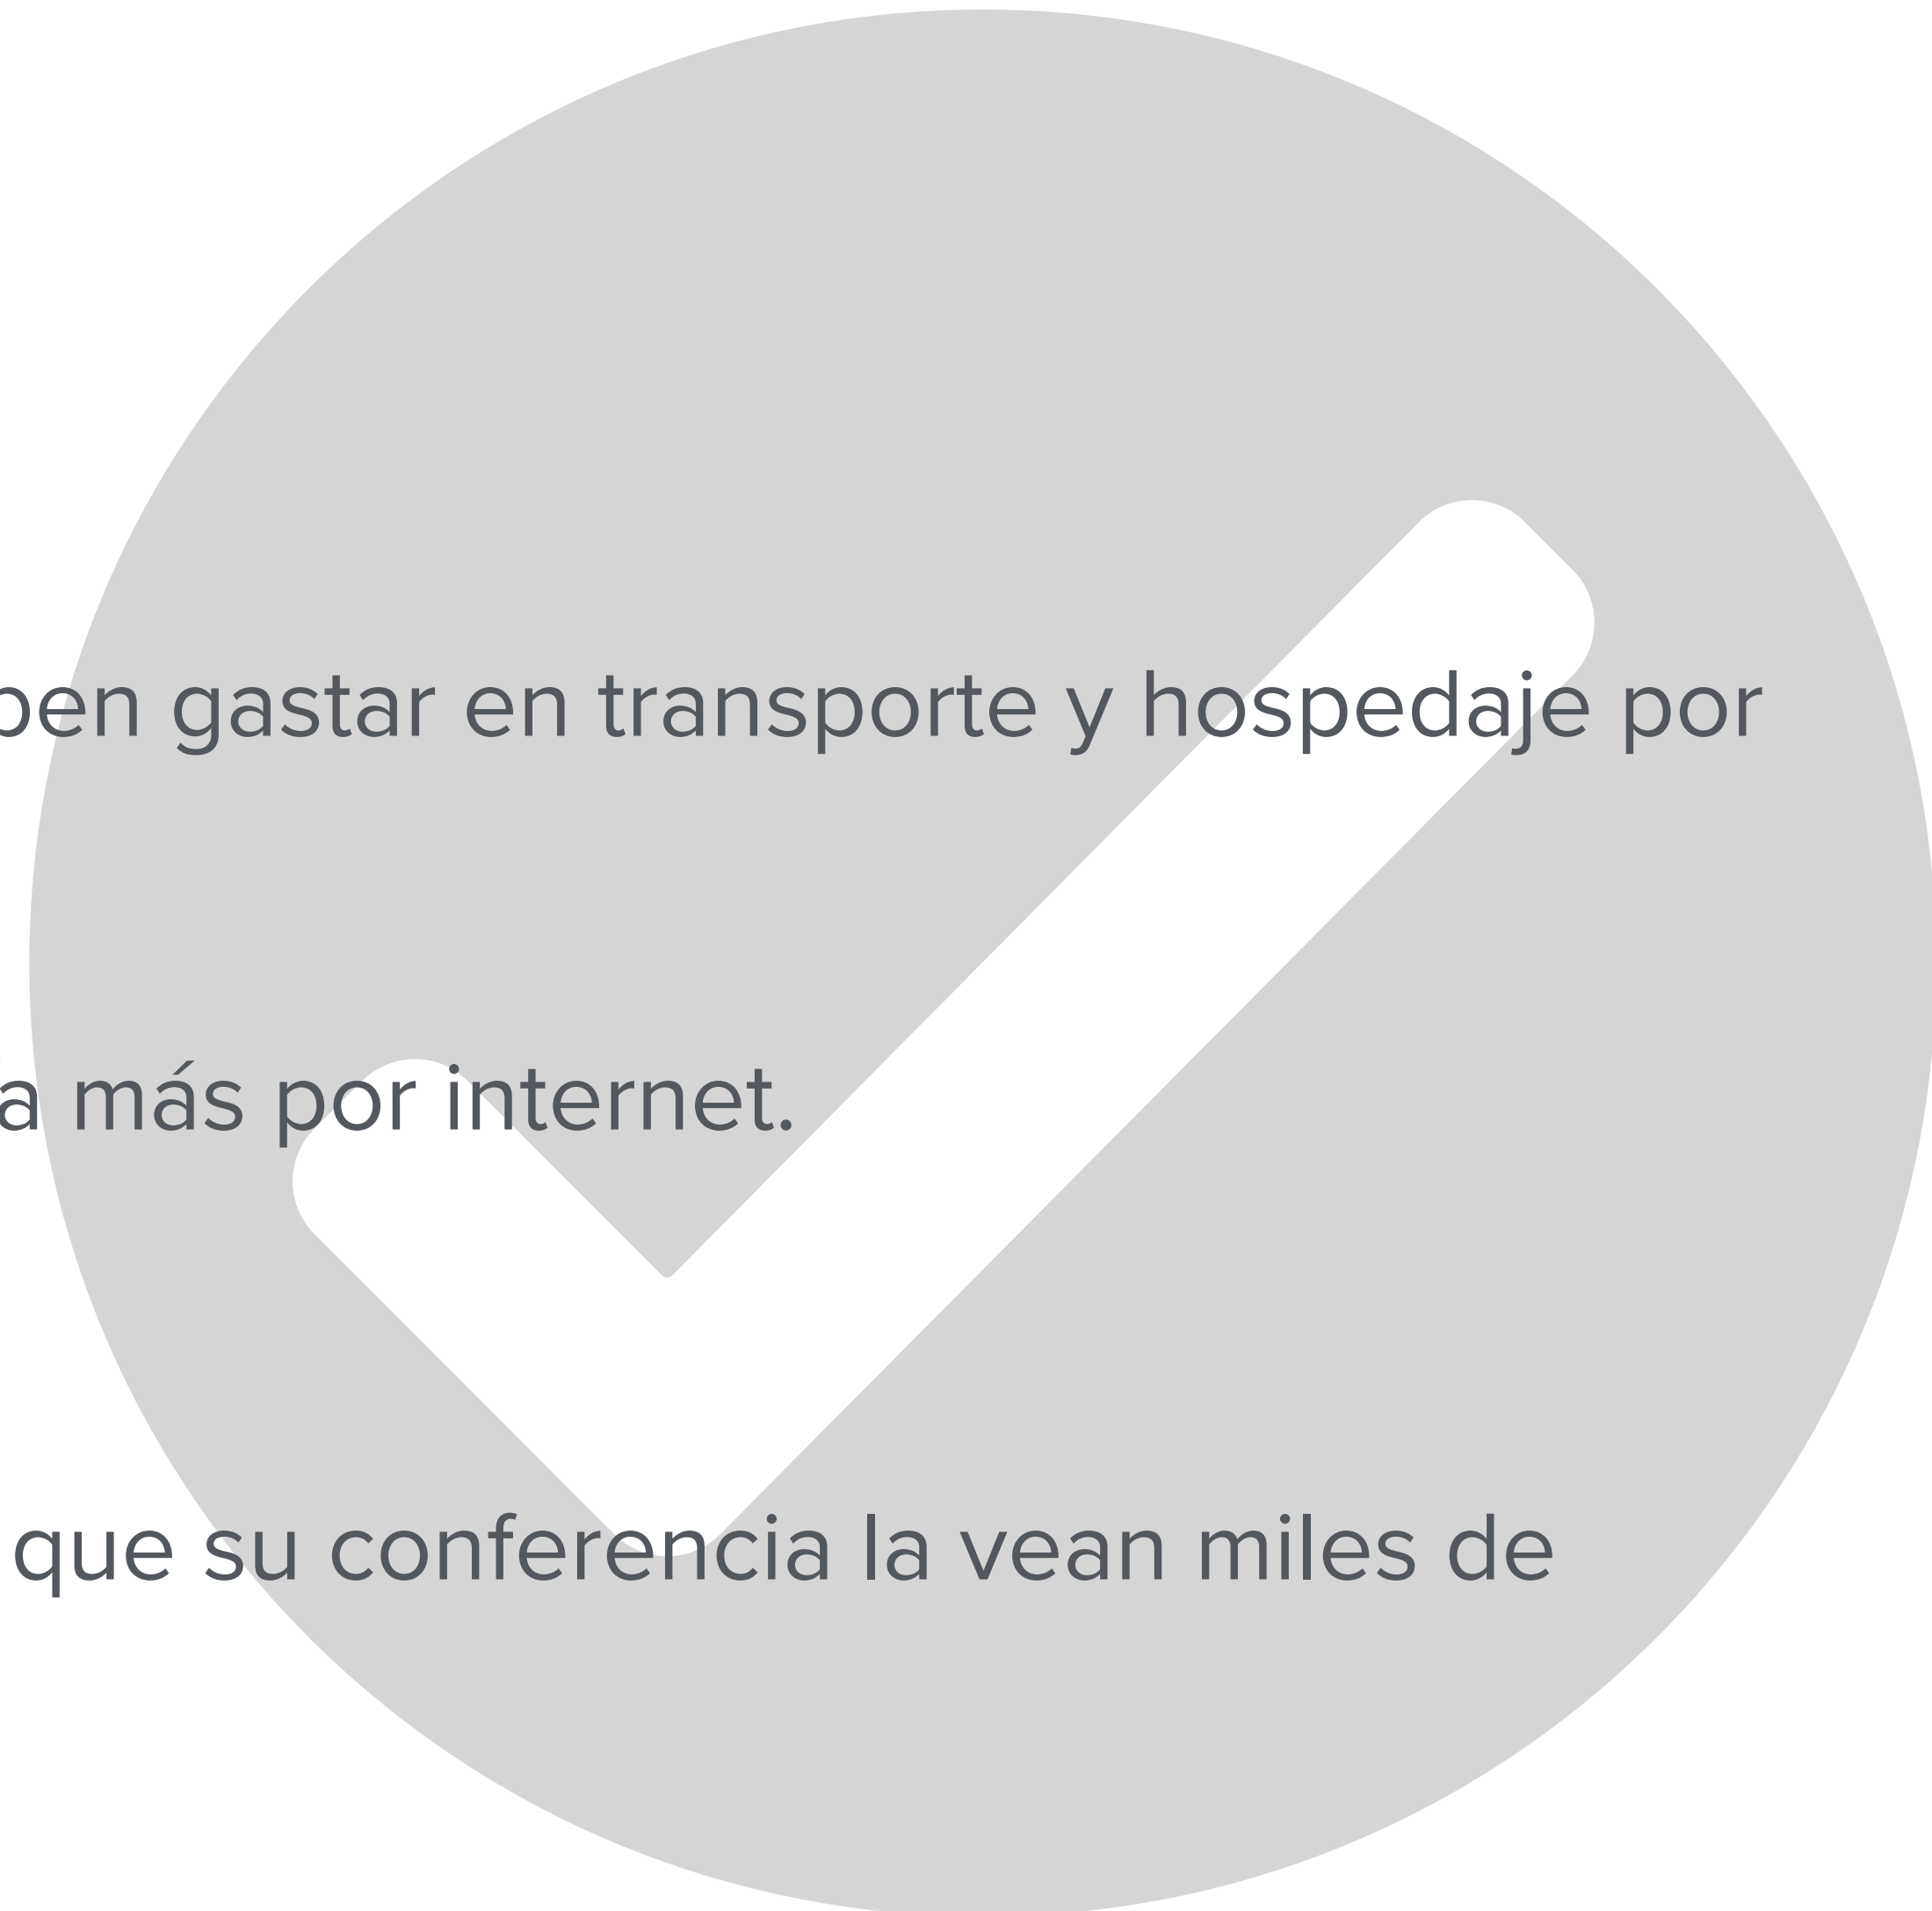 en gastar en transporte y hospedaje por
más por internet.
que su conferencia la vean miles de